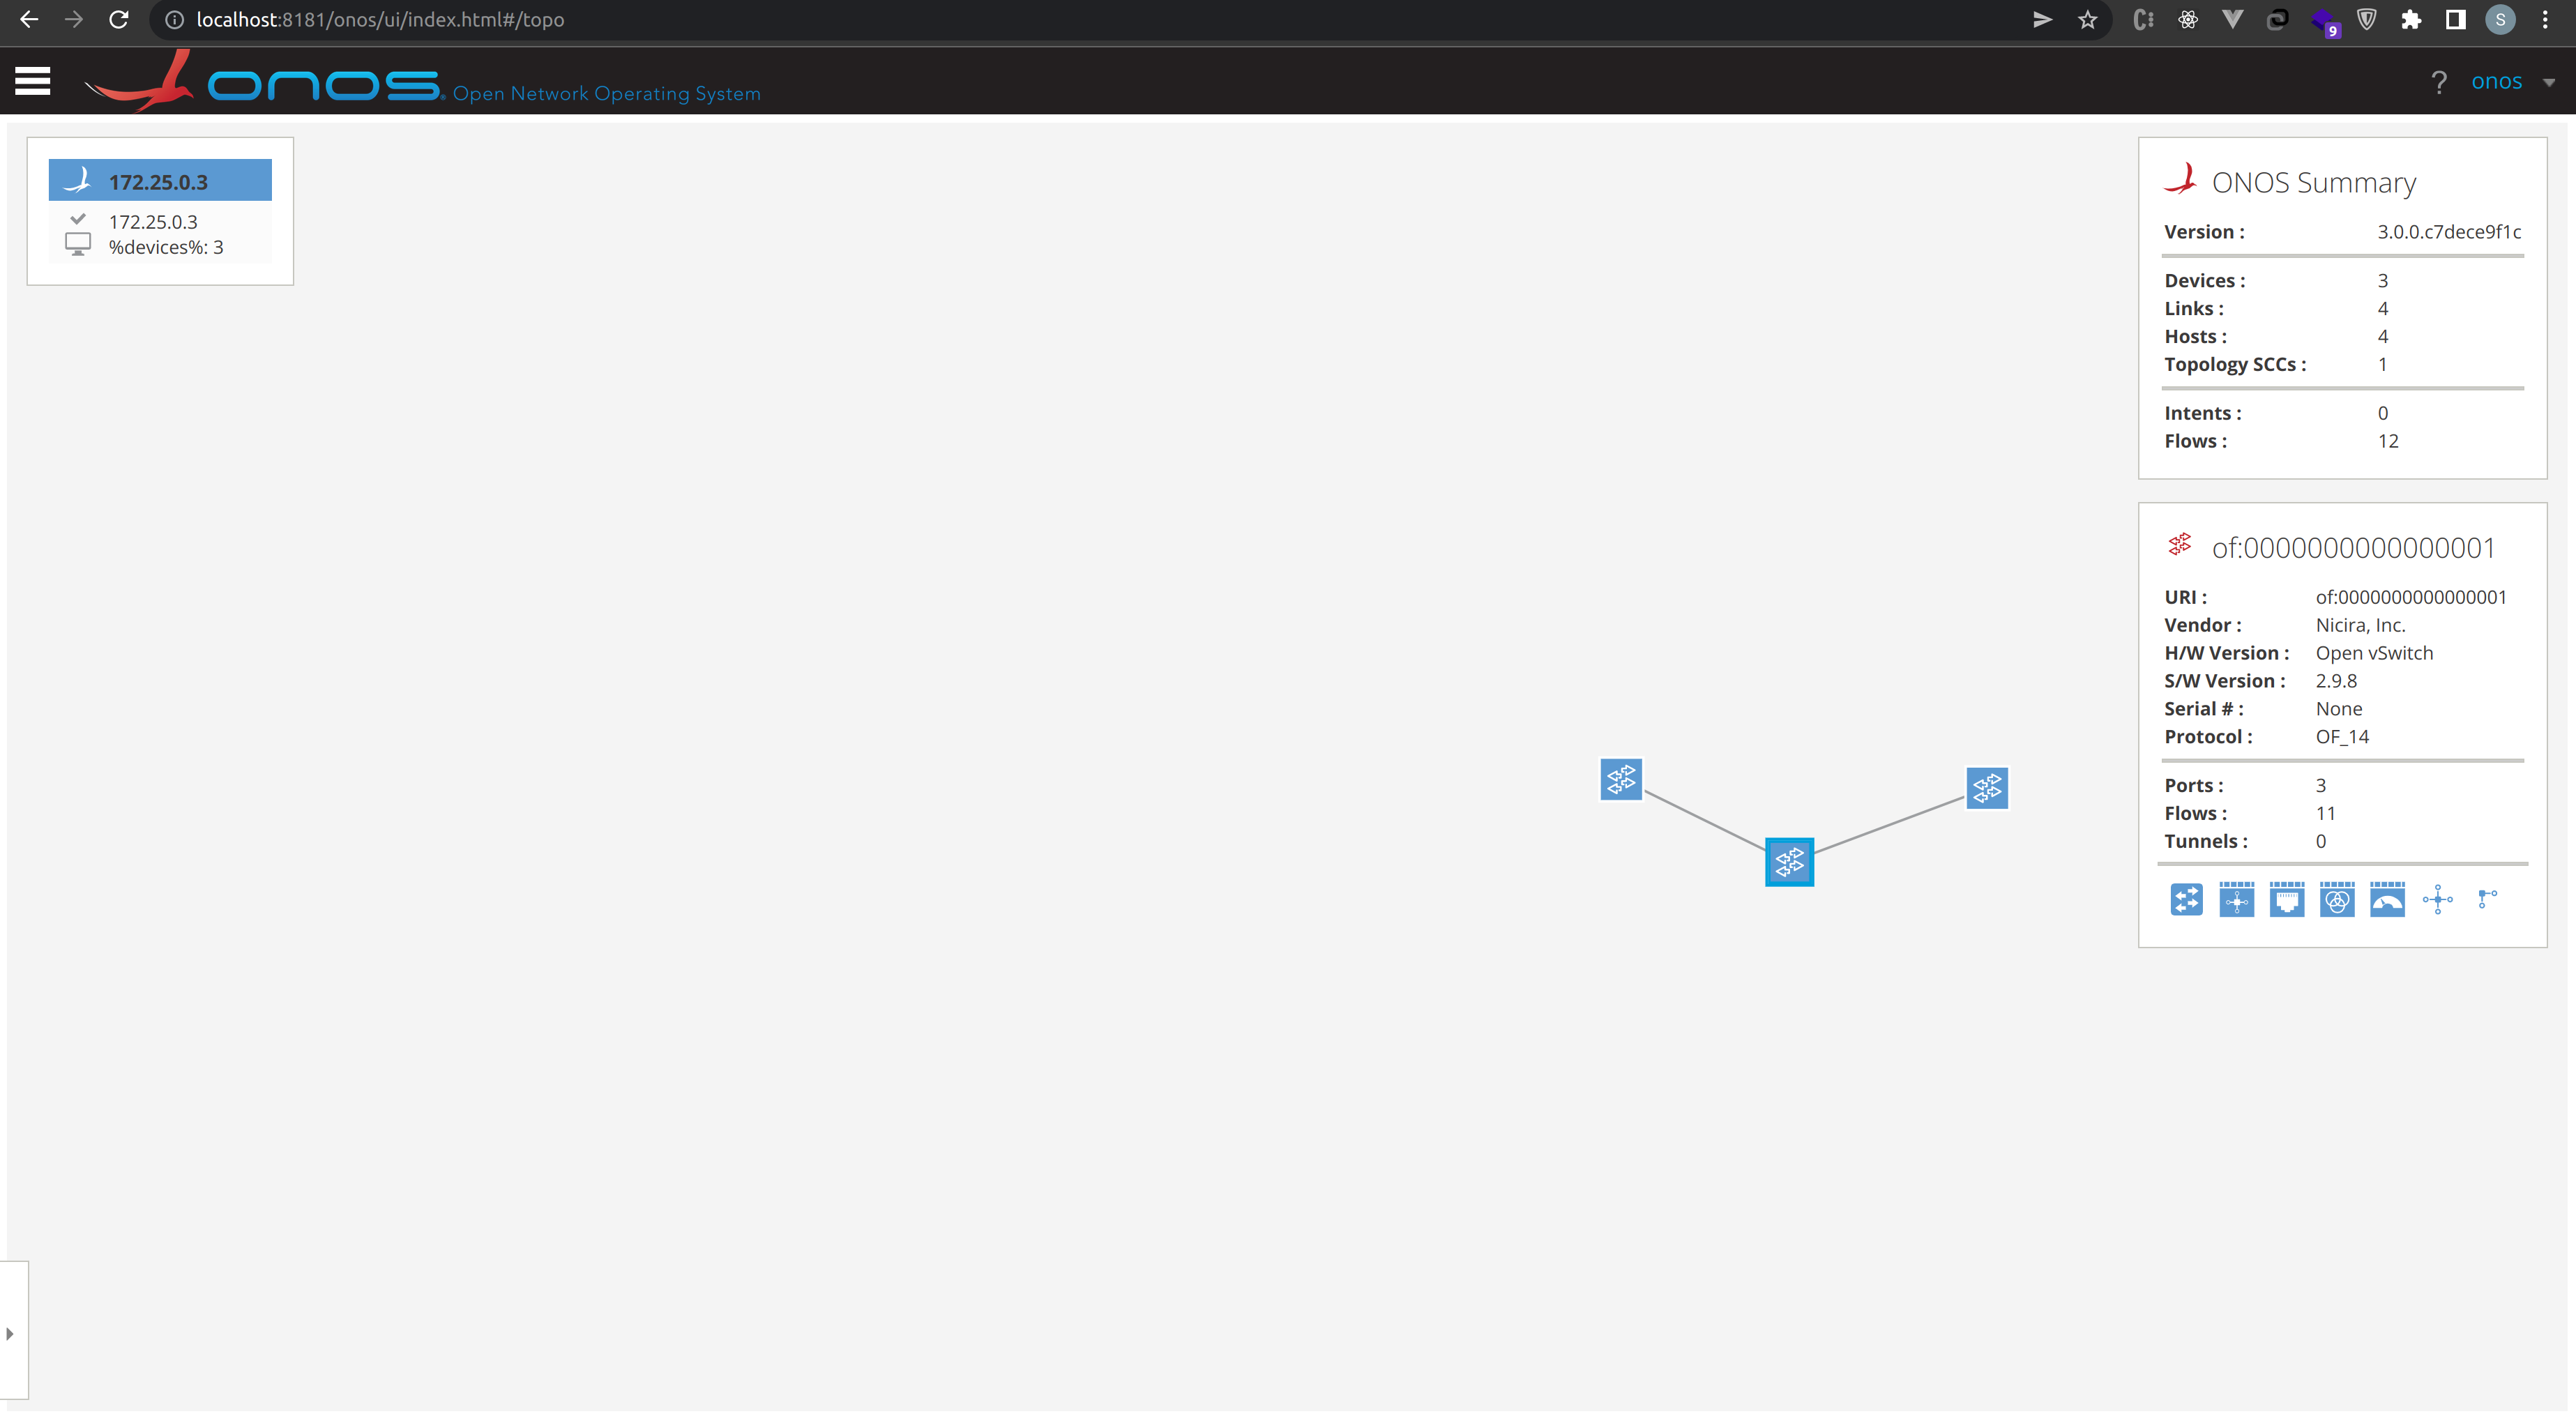 localhost:8181/onos/ui/index.html#/topo
9
S
onos Open Network Operating System
? onos
172.25.0.3
172.25.0.3
%devices%: 3
ONOS Summary
Version : 3.0.0.c7dece9f1c
Devices : 3
Links : 4
Hosts : 4
Topology SCCs : 1
Intents : 0
Flows : 12
of:0000000000000001
URI : of:0000000000000001
Vendor : Nicira, Inc.
H/W Version : Open vSwitch
S/W Version : 2.9.8
Serial # : None
Protocol : OF_14
Ports : 3
Flows : 11
Tunnels : 0